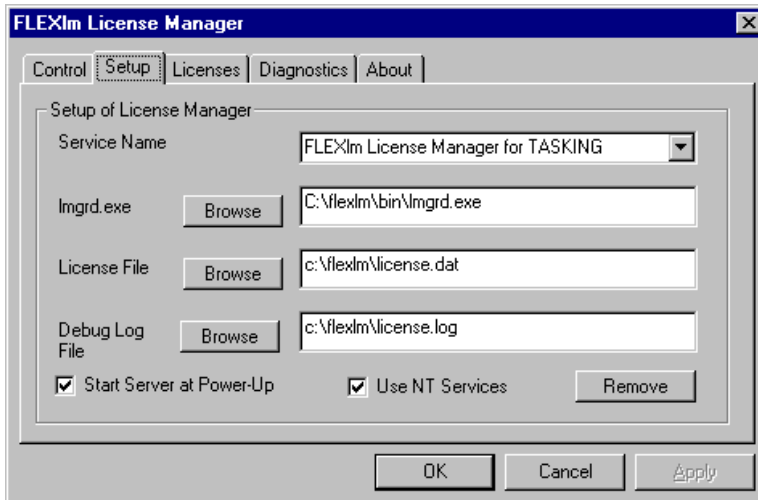 FLEXlm License Manager
Control Setup Licenses Diagnostics About
Setup of License Manager
Service Name FLEXlm License Manager for TASKING
lmgrd.exe Browse C:\flexlm\bin\lmgrd.exe
License File Browse c:\flexlm\license.dat
Debug Log File Browse c:\flexlm\license.log
Start Server at Power-Up Use NT Services Remove
OK Cancel Apply